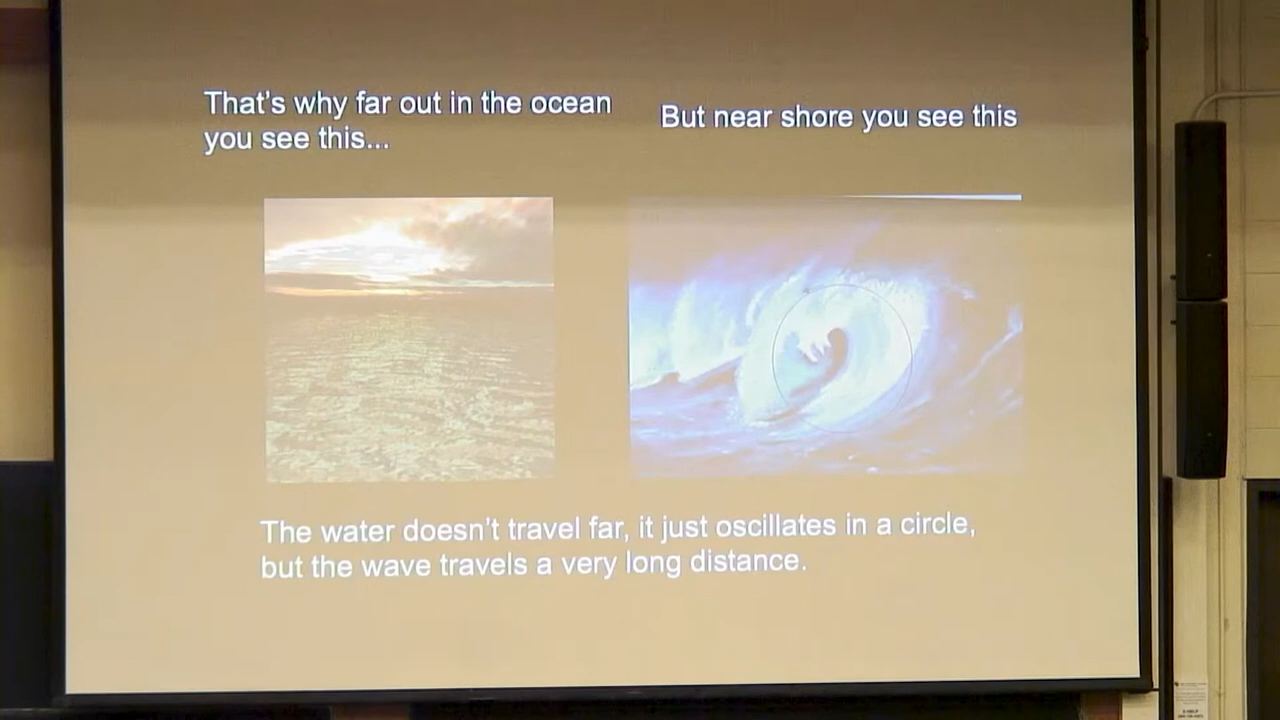 That's why far out in the ocean
you see this...
But near shore you see this
The water doesn't travel far, it just oscillates in a circle,
but the wave travels a very long distance.